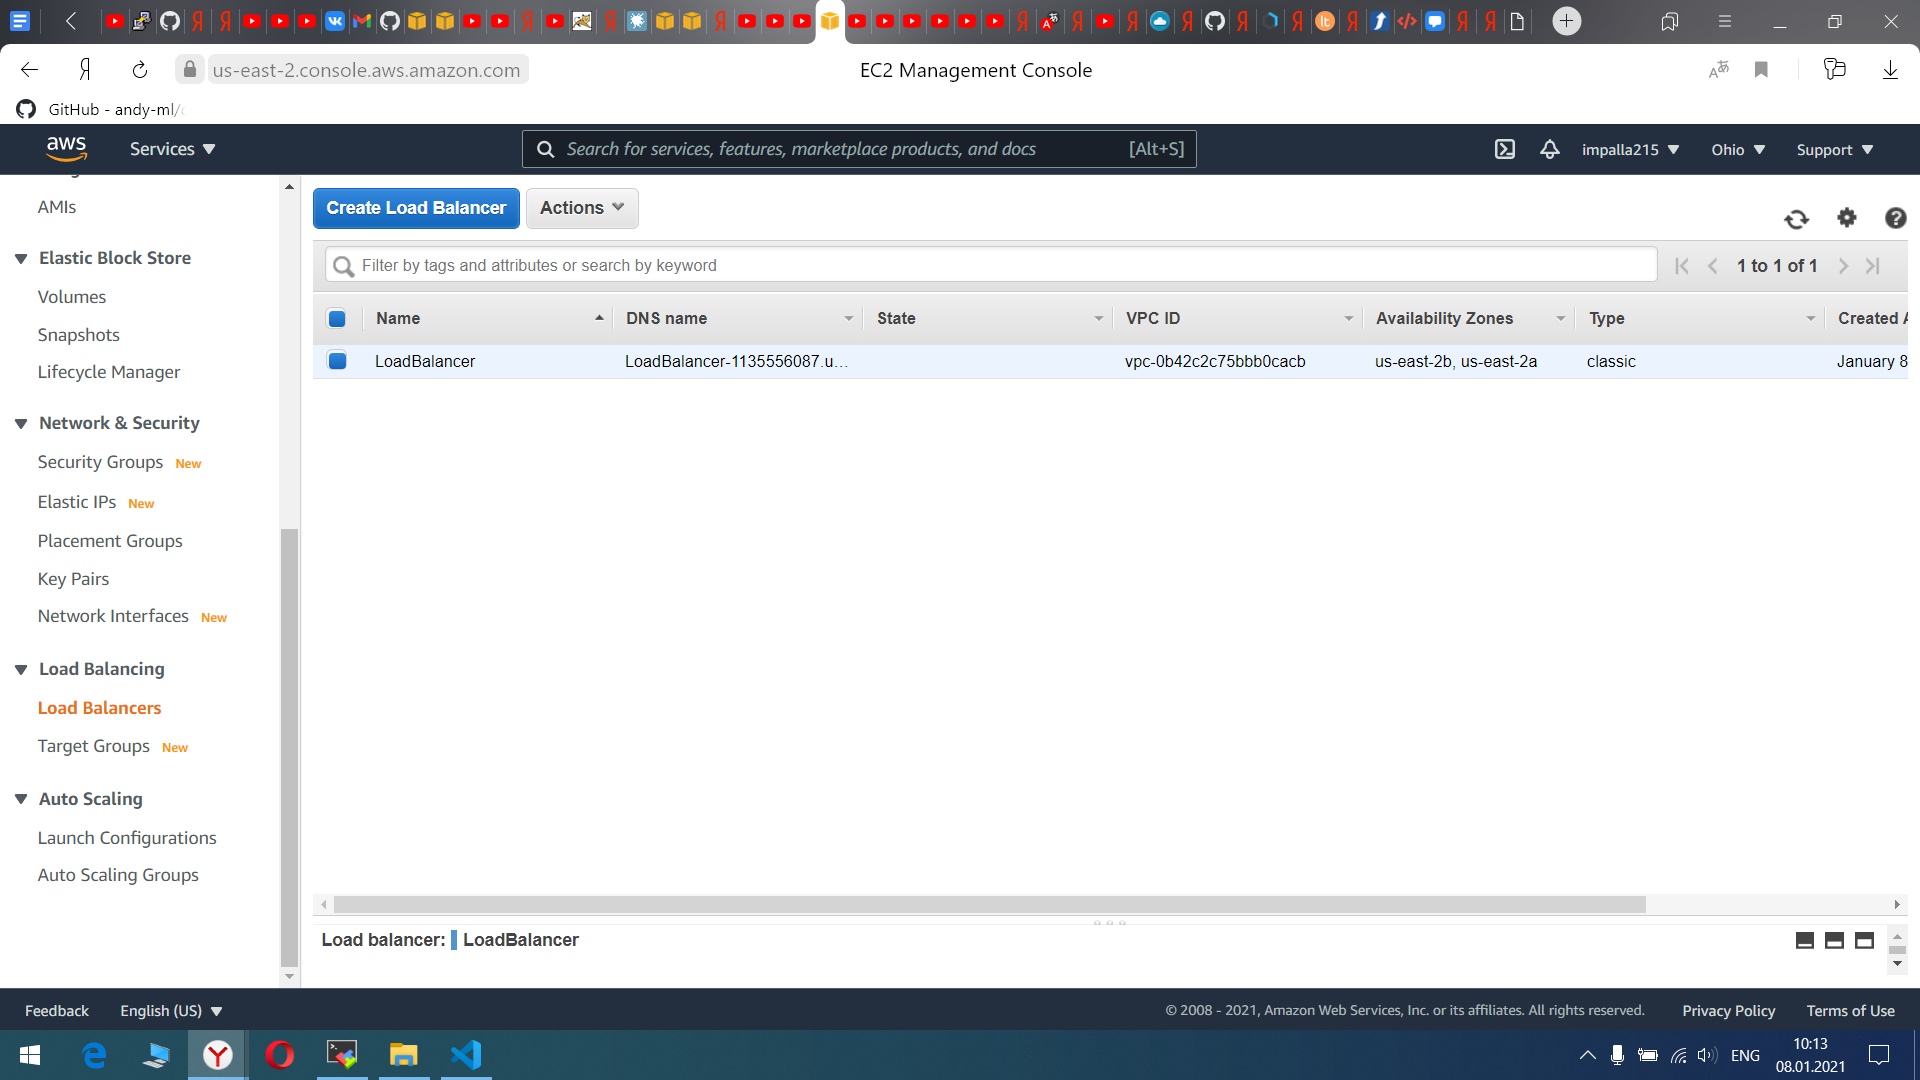 us-east-2.console.aws.amazon.com
EC2 Management Console
GitHub - andy-ml/
aws
Services
Search for services, features, marketplace products, and docs
[Alt+S]
impalla215
Ohio
Support
AMIs
Elastic Block Store
Volumes
Snapshots
Lifecycle Manager
Network & Security
Security Groups New
Elastic IPs New
Placement Groups
Key Pairs
Network Interfaces New
Load Balancing
Load Balancers
Target Groups New
Auto Scaling
Launch Configurations
Auto Scaling Groups
Create Load Balancer
Actions
Filter by tags and attributes or search by keyword
1 to 1 of 1
Name
DNS name
State
VPC ID
Availability Zones
Type
Created A
LoadBalancer
LoadBalancer-1135556087.u...
vpc-0b42c2c75bbb0cacb
us-east-2b, us-east-2a
classic
January 8
Load balancer: LoadBalancer
Feedback
English (US)
© 2008 - 2021, Amazon Web Services, Inc. or its affiliates. All rights reserved.
Privacy Policy
Terms of Use
ENG
10:13
08.01.2021